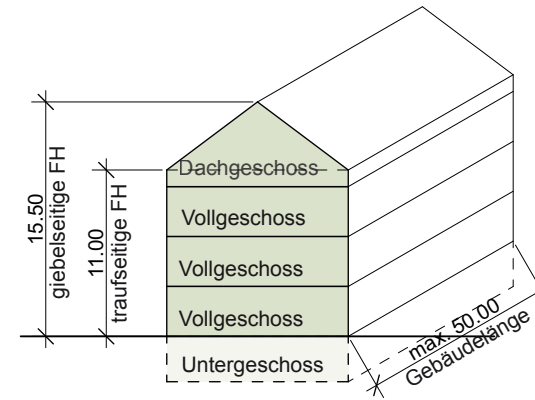 15.50
giebelseitige FH
11.00
traufseitige FH
Dachgeschoss
Vollgeschoss
Vollgeschoss
Vollgeschoss
Untergeschoss
max. 50.00
Gebäudelänge